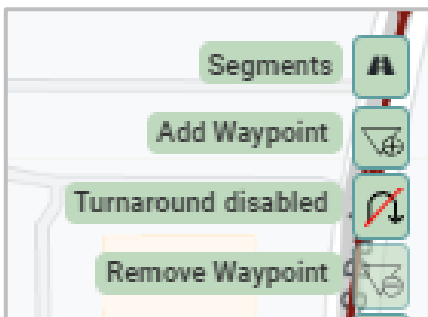 Segments
Add Waypoint
Turnaround disabled
Remove Waypoint